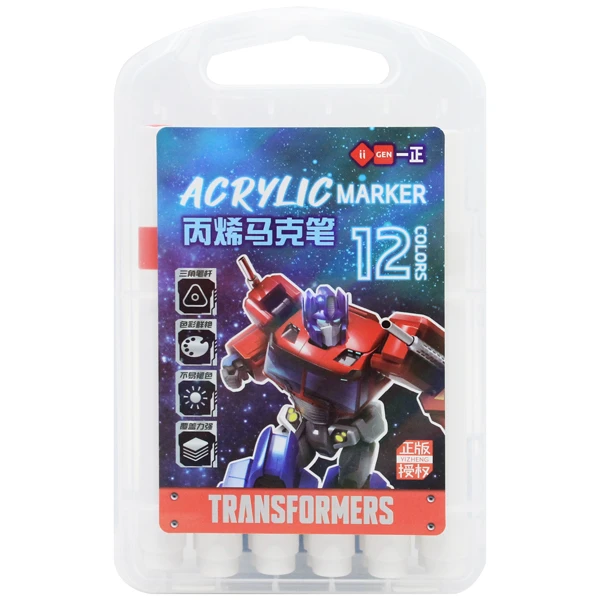 ii GEN 一正
ACRYLIC MARKER
丙烯马克笔
12 COLORS
三角笔杆
色彩鲜艳
不易褪色
覆盖力强
正版
YIZHENG
授权
TRANSFORMERS